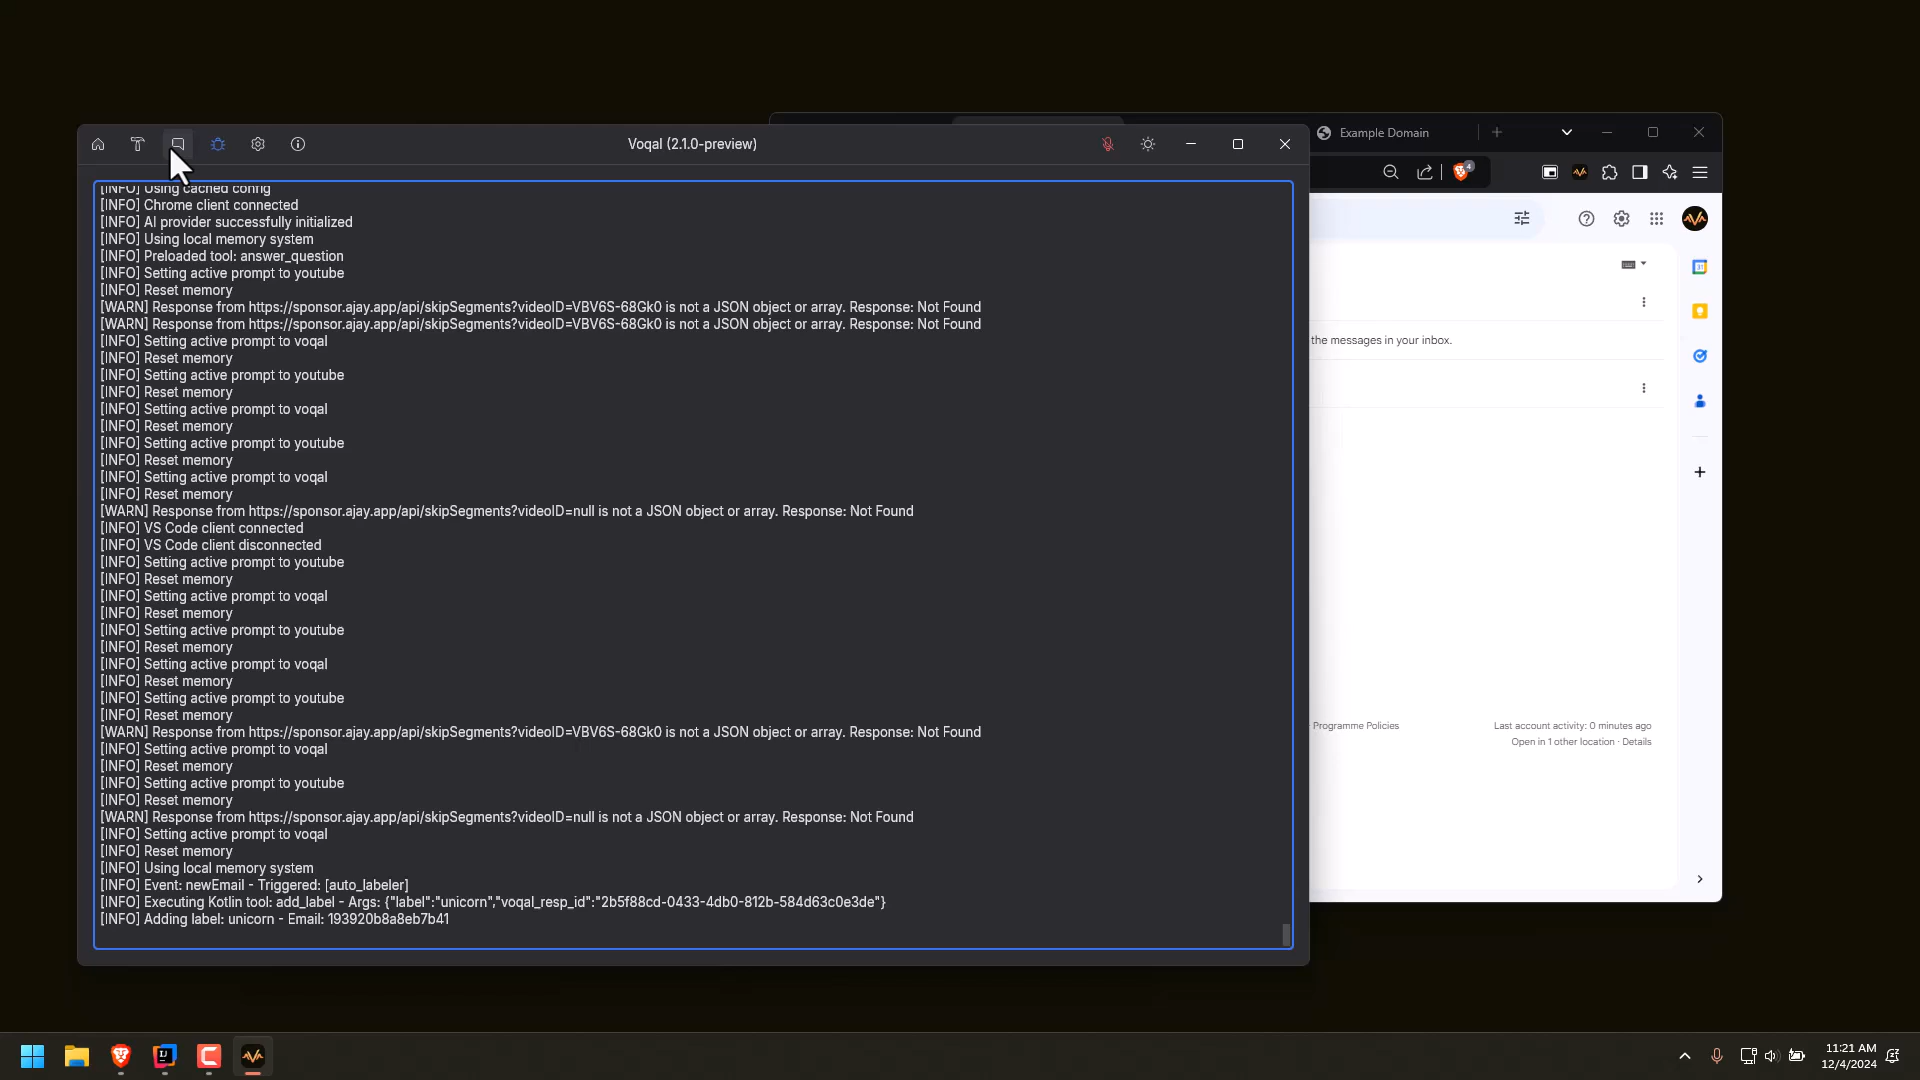 Voqal (2.1.0-preview)
Example Domain
4
[INFO] Using cached config
[INFO] Chrome client connected
[INFO] AI provider successfully initialized
[INFO] Using local memory system
[INFO] Preloaded tool: answer_question
[INFO] Setting active prompt to youtube
[INFO] Reset memory
[WARN] Response from https://sponsor.ajay.app/api/skipSegments?videoID=VBV6S-68Gk0 is not a JSON object or array. Response: Not Found
[WARN] Response from https://sponsor.ajay.app/api/skipSegments?videoID=VBV6S-68Gk0 is not a JSON object or array. Response: Not Found
[INFO] Setting active prompt to voqal
[INFO] Reset memory
[INFO] Setting active prompt to youtube
[INFO] Reset memory
[INFO] Setting active prompt to voqal
[INFO] Reset memory
[INFO] Setting active prompt to youtube
[INFO] Reset memory
[INFO] Setting active prompt to voqal
[INFO] Reset memory
[WARN] Response from https://sponsor.ajay.app/api/skipSegments?videoID=null is not a JSON object or array. Response: Not Found
[INFO] VS Code client connected
[INFO] VS Code client disconnected
[INFO] Setting active prompt to youtube
[INFO] Reset memory
[INFO] Setting active prompt to voqal
[INFO] Reset memory
[INFO] Setting active prompt to youtube
[INFO] Reset memory
[INFO] Setting active prompt to voqal
[INFO] Reset memory
[INFO] Setting active prompt to youtube
[INFO] Reset memory
[WARN] Response from https://sponsor.ajay.app/api/skipSegments?videoID=VBV6S-68Gk0 is not a JSON object or array. Response: Not Found
[INFO] Setting active prompt to voqal
[INFO] Reset memory
[INFO] Setting active prompt to youtube
[INFO] Reset memory
[WARN] Response from https://sponsor.ajay.app/api/skipSegments?videoID=null is not a JSON object or array. Response: Not Found
[INFO] Setting active prompt to voqal
[INFO] Reset memory
[INFO] Using local memory system
[INFO] Event: newEmail - Triggered: [auto_labeler]
[INFO] Executing Kotlin tool: add_label - Args: {"label":"unicorn","voqal_resp_id":"2b5f88cd-0433-4db0-812b-584d63c0e3de"}
[INFO] Adding label: unicorn - Email: 193920b8a8eb7b41
31
the messages in your inbox.
Programme Policies
Last account activity: 0 minutes ago
Open in 1 other location · Details
IJ
C
11:21 AM
12/4/2024